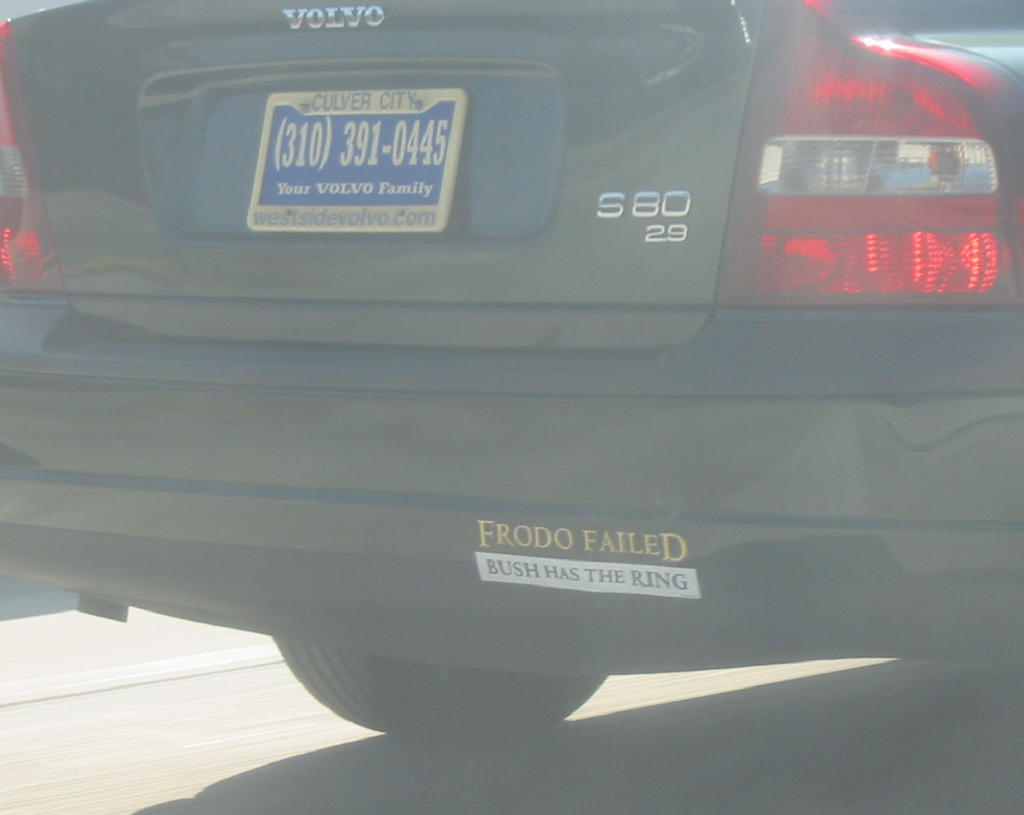 VOLVO
CULVER CITY
(310) 391-0445
Your VOLVO Family
westsidevolvo.com
S80
2.9
FRODO FAILED
BUSH HAS THE RING